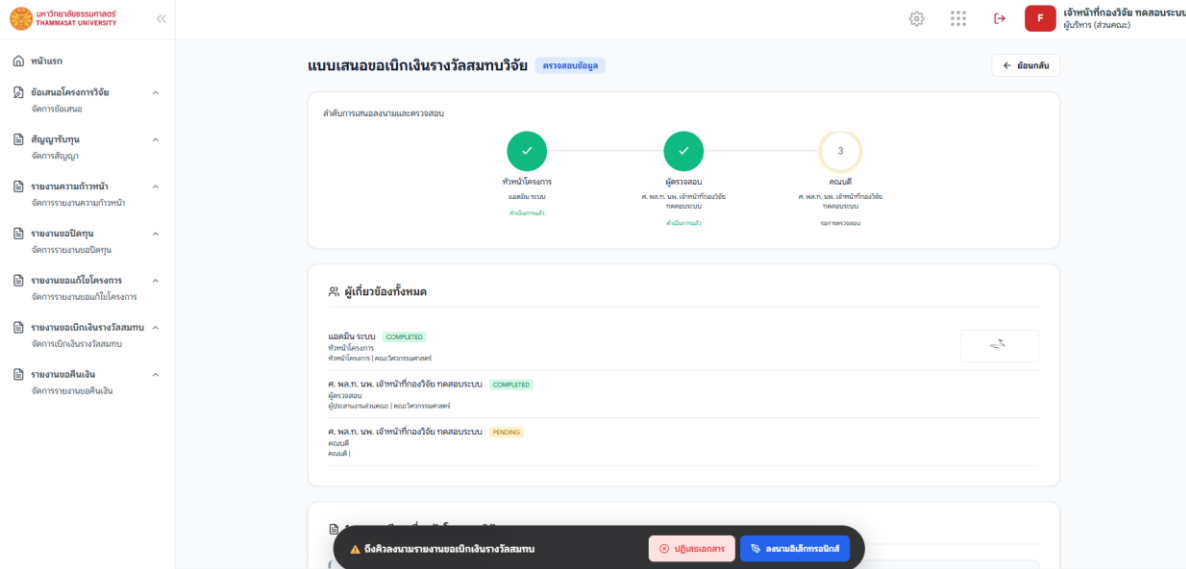 มหาวิทยาลัยธรรมศาสตร์
THAMMASAT UNIVERSITY
F
เจ้าหน้าที่กองวิจัย ทดสอบระบบ
ผู้บริหาร (ส่วนคณะ)
หน้าแรก
ข้อเสนอโครงการวิจัย
จัดการข้อเสนอ
สัญญารับทุน
จัดการสัญญา
รายงานความก้าวหน้า
จัดการรายงานความก้าวหน้า
รายงานขอปิดทุน
จัดการรายงานขอปิดทุน
รายงานขอแก้ไขโครงการ
จัดการรายงานขอแก้ไขโครงการ
รายงานขอเบิกเงินรางวัลสมทบ
จัดการเบิกเงินรางวัลสมทบ
รายงานขอคืนเงิน
จัดการรายงานขอคืนเงิน
แบบเสนอขอเบิกเงินรางวัลสมทบวิจัย ตรวจสอบข้อมูล
ย้อนกลับ
ลำดับการเสนอลงนามและตรวจสอบ
3
หัวหน้าโครงการ ผู้ตรวจสอบ คณบดี
แอดมิน ระบบ ศ. พล.ท. นพ. เจ้าหน้าที่กองวิจัย ศ. พล.ท. นพ. เจ้าหน้าที่กองวิจัย
ทดสอบระบบ ทดสอบระบบ
ดำเนินการแล้ว ดำเนินการแล้ว รอการตรวจสอบ
ผู้เกี่ยวข้องทั้งหมด
แอดมิน ระบบ COMPLETED
หัวหน้าโครงการ
หัวหน้าโครงการ | คณะวิศวกรรมศาสตร์
ศ. พล.ท. นพ. เจ้าหน้าที่กองวิจัย ทดสอบระบบ COMPLETED
ผู้ตรวจสอบ
ผู้ประสานงานส่วนคณะ | คณะวิศวกรรมศาสตร์
ศ. พล.ท. นพ. เจ้าหน้าที่กองวิจัย ทดสอบระบบ PENDING
คณบดี
คณบดี |
ถึงคิวลงนามรายงานขอเบิกเงินรางวัลสมทบ
ปฏิเสธเอกสาร
ลงนามอิเล็กทรอนิกส์